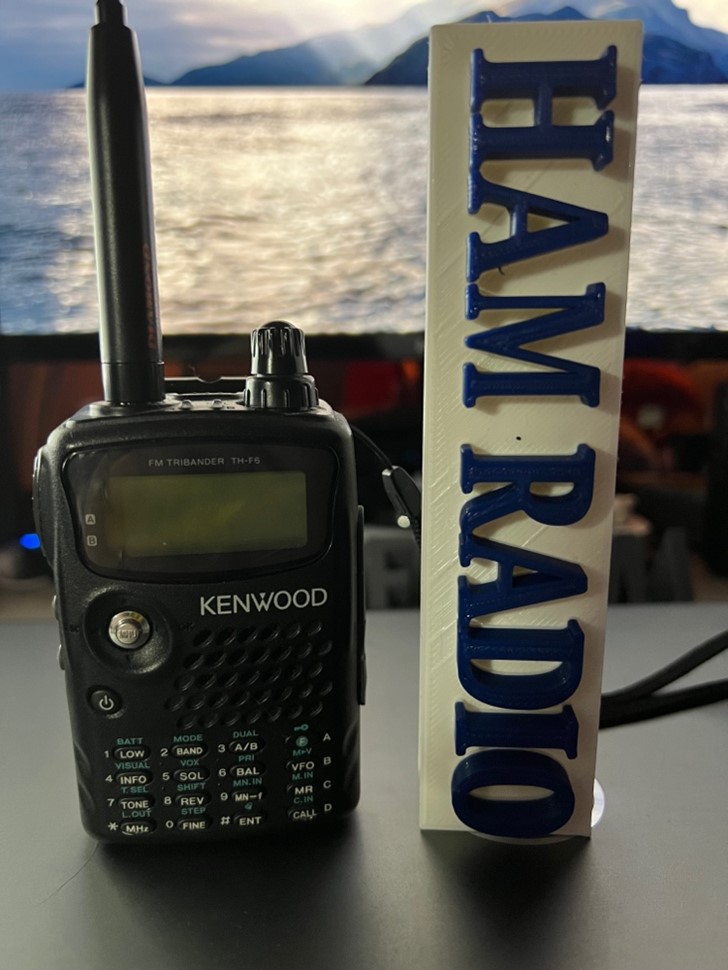 HAM RADIO
FM TRIBANDER TH-F6
A
B
KENWOOD
BATT MODE DUAL
1 LOW 2 BAND 3 A/B F A
VISUAL VOX PRI M▸V
4 INFO 5 SQL 6 BAL VFO B
T.SEL SHIFT MN.IN M.IN
7 TONE 8 REV 9 MN-f MR C
L.OUT STEP C.IN
* MHz 0 FINE # ENT CALL D